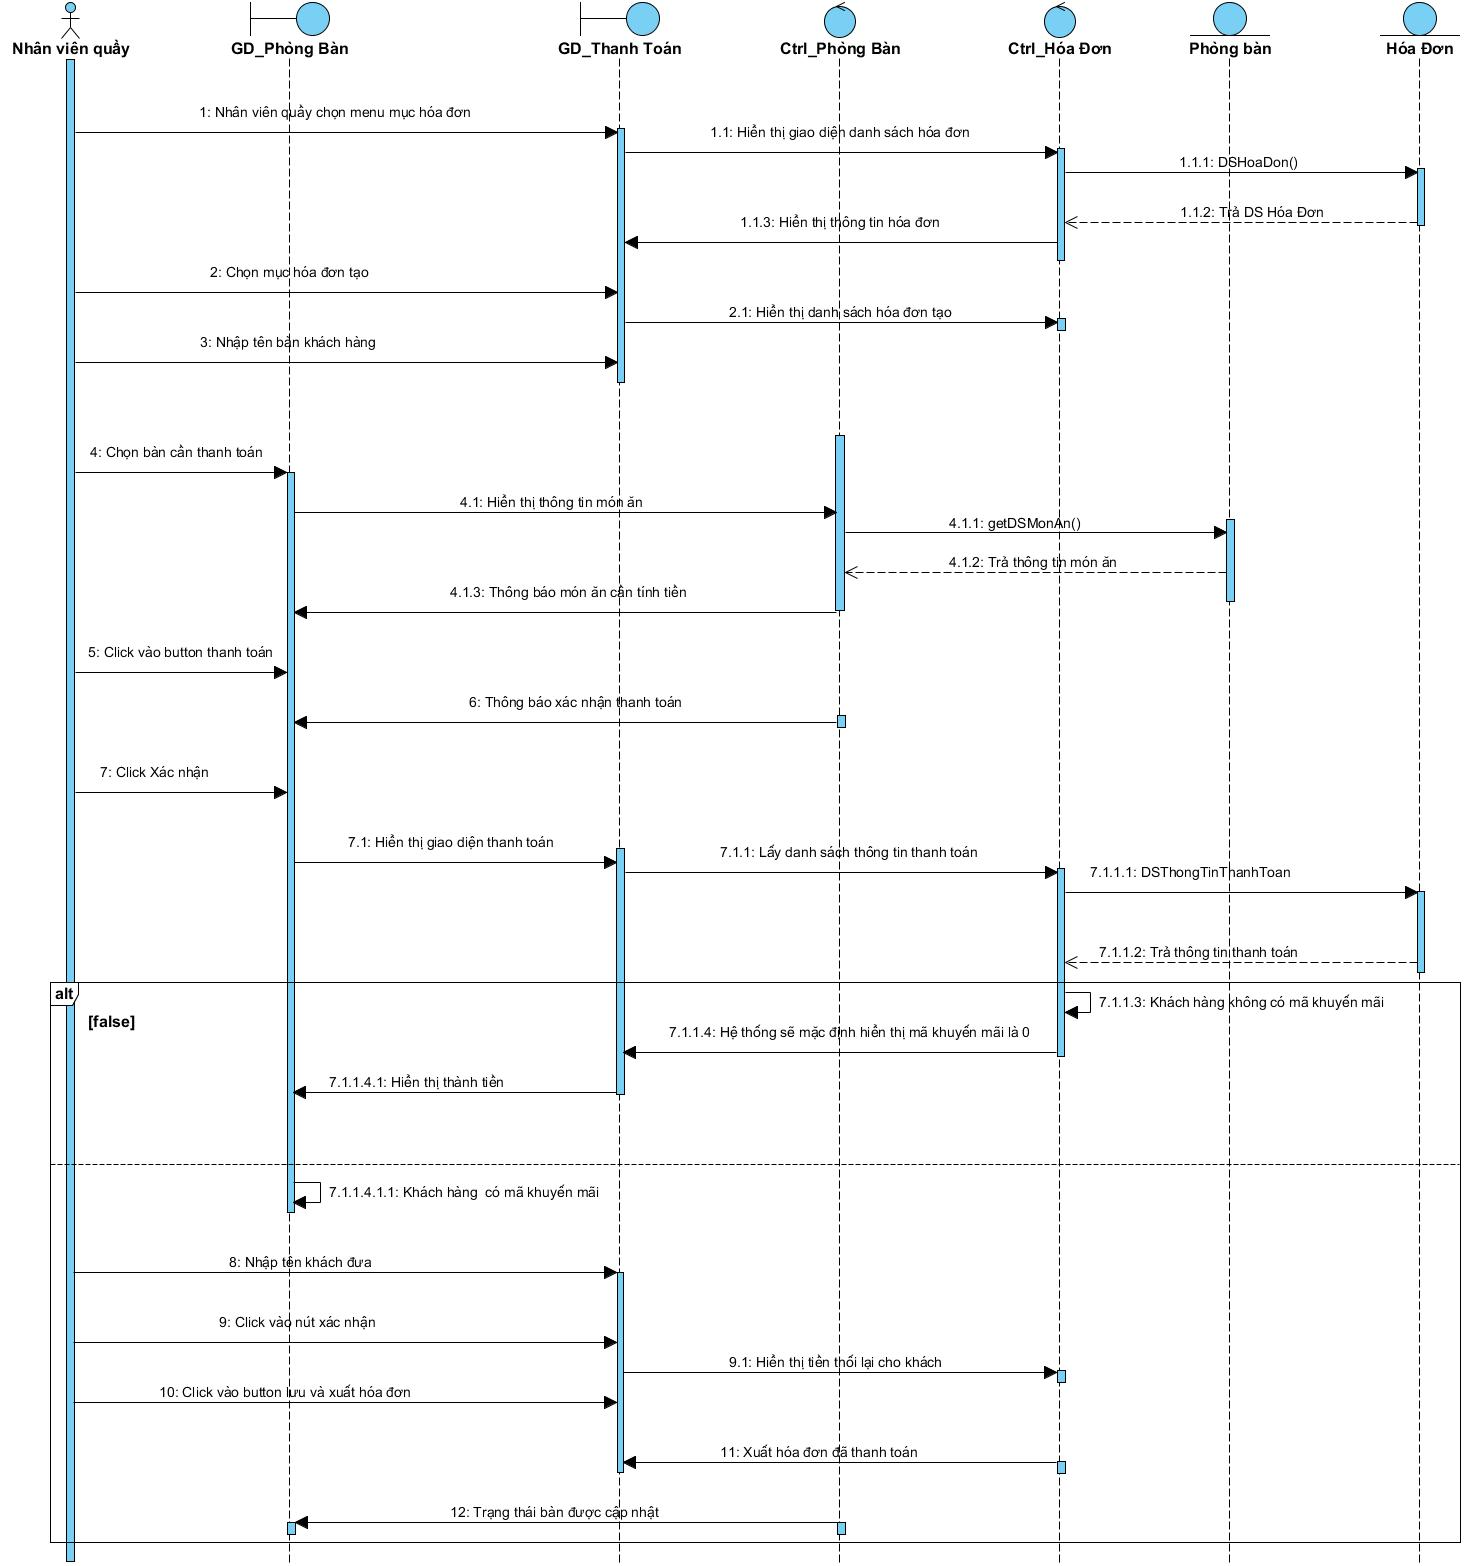 Nhân viên quầy
GD_Phòng Bàn
GD_Thanh Toán
Ctrl_Phòng Bàn
Ctrl_Hóa Đơn
Phòng bàn
Hóa Đơn
1: Nhân viên quầy chọn menu mục hóa đơn
1.1: Hiển thị giao diện danh sách hóa đơn
1.1.1: DSHoaDon()
1.1.2: Trả DS Hóa Đơn
1.1.3: Hiển thị thông tin hóa đơn
2: Chọn mục hóa đơn tạo
2.1: Hiển thị danh sách hóa đơn tạo
3: Nhập tên bàn khách hàng
4: Chọn bàn cần thanh toán
4.1: Hiển thị thông tin món ăn
4.1.1: getDSMonAn()
4.1.2: Trả thông tin món ăn
4.1.3: Thông báo món ăn cần tính tiền
5: Click vào button thanh toán
6: Thông báo xác nhận thanh toán
7: Click Xác nhận
7.1: Hiển thị giao diện thanh toán
7.1.1: Lấy danh sách thông tin thanh toán
7.1.1.1: DSThongTinThanhToan
7.1.1.2: Trả thông tin thanh toán
alt
[false]
7.1.1.3: Khách hàng không có mã khuyến mãi
7.1.1.4: Hệ thống sẽ mặc định hiển thị mã khuyến mãi là 0
7.1.1.4.1: Hiển thị thành tiền
7.1.1.4.1.1: Khách hàng có mã khuyến mãi
8: Nhập tên khách đưa
9: Click vào nút xác nhận
9.1: Hiển thị tiền thối lại cho khách
10: Click vào button lưu và xuất hóa đơn
11: Xuất hóa đơn đã thanh toán
12: Trạng thái bàn được cập nhật